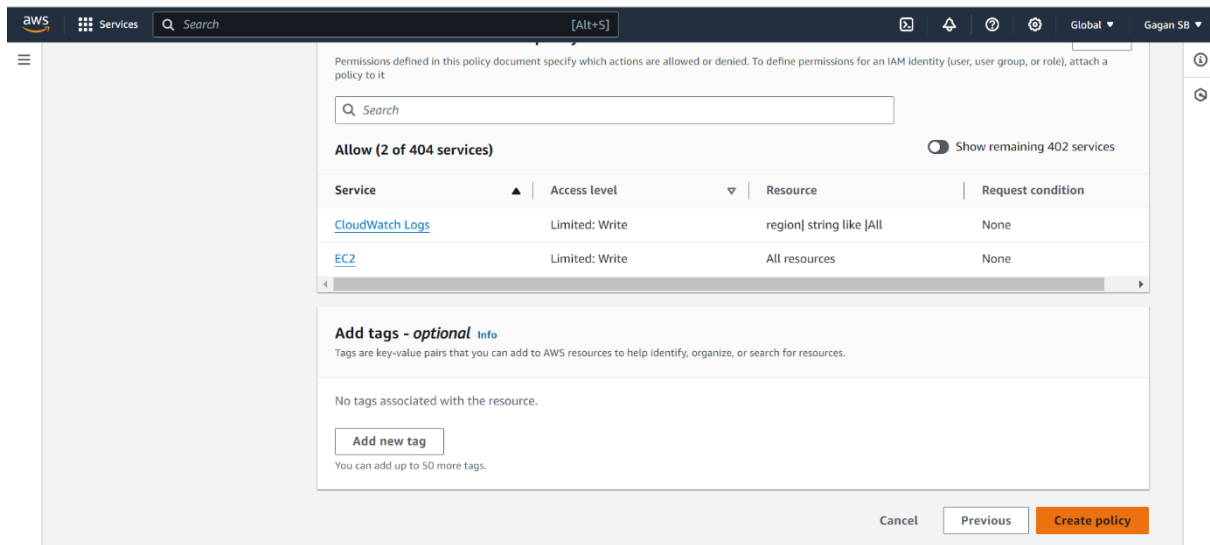 aws Services Search [Alt+S] Global Gagan SB
Permissions defined in this policy document specify which actions are allowed or denied. To define permissions for an IAM identity (user, user group, or role), attach a
policy to it
Search
Allow (2 of 404 services) Show remaining 402 services
Service Access level Resource Request condition
CloudWatch Logs Limited: Write region| string like |All None
EC2 Limited: Write All resources None
Add tags - optional Info
Tags are key-value pairs that you can add to AWS resources to help identify, organize, or search for resources.
No tags associated with the resource.
Add new tag
You can add up to 50 more tags.
Cancel Previous Create policy